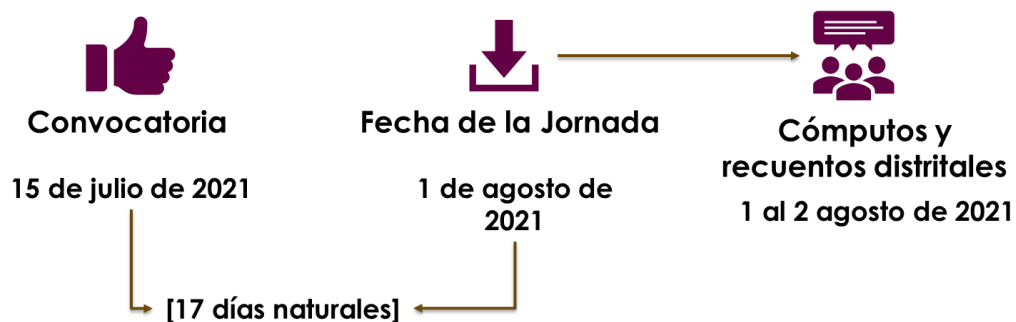 Convocatoria
15 de julio de 2021
Fecha de la Jornada
1 de agosto de
2021
Cómputos y
recuentos distritales
1 al 2 agosto de 2021
[17 días naturales]